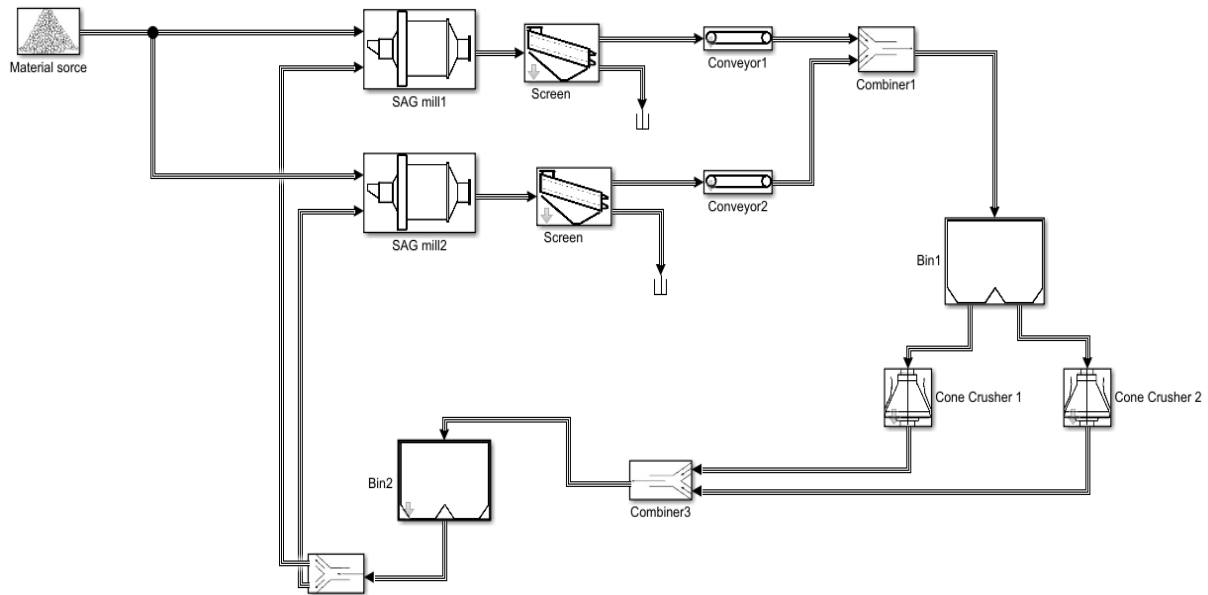 Material sorce
SAG mill1
Screen
Conveyor1
Combiner1
SAG mill2
Screen
Conveyor2
Bin1
Cone Crusher 1
Cone Crusher 2
Bin2
Combiner3